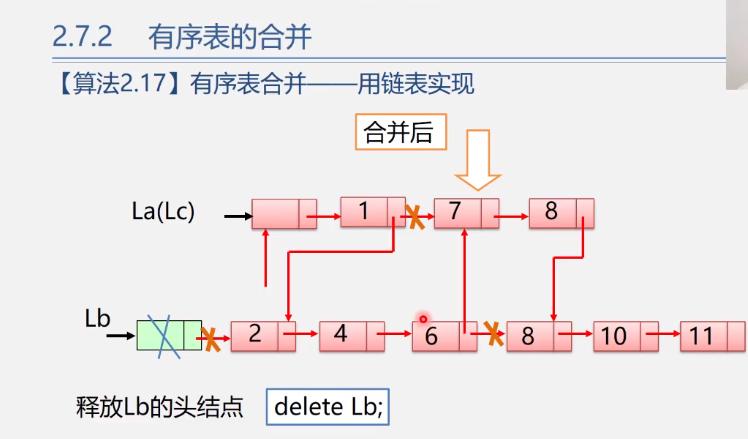 2.7.2 有序表的合并
【算法2.17】有序表合并——用链表实现
合并后
La(Lc) 1 7 8
Lb 2 4 6 8 10 11
释放Lb的头结点 delete Lb;